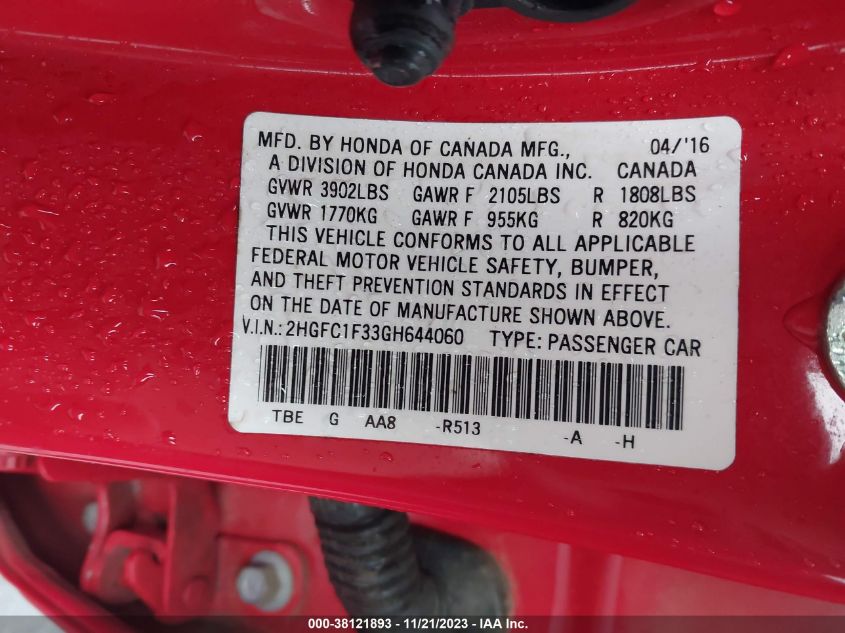 MFD. BY HONDA OF CANADA MFG., 04/'16
A DIVISION OF HONDA CANADA INC. CANADA
GVWR 3902LBS GAWR F 2105LBS R 1808LBS
GVWR 1770KG GAWR F 955KG R 820KG
THIS VEHICLE CONFORMS TO ALL APPLICABLE
FEDERAL MOTOR VEHICLE SAFETY, BUMPER,
AND THEFT PREVENTION STANDARDS IN EFFECT
ON THE DATE OF MANUFACTURE SHOWN ABOVE.
V.I.N.: 2HGFC1F33GH644060 TYPE: PASSENGER CAR
TBE G AA8 -R513 -A -H
000-38121893 - 11/21/2023 - IAA Inc.